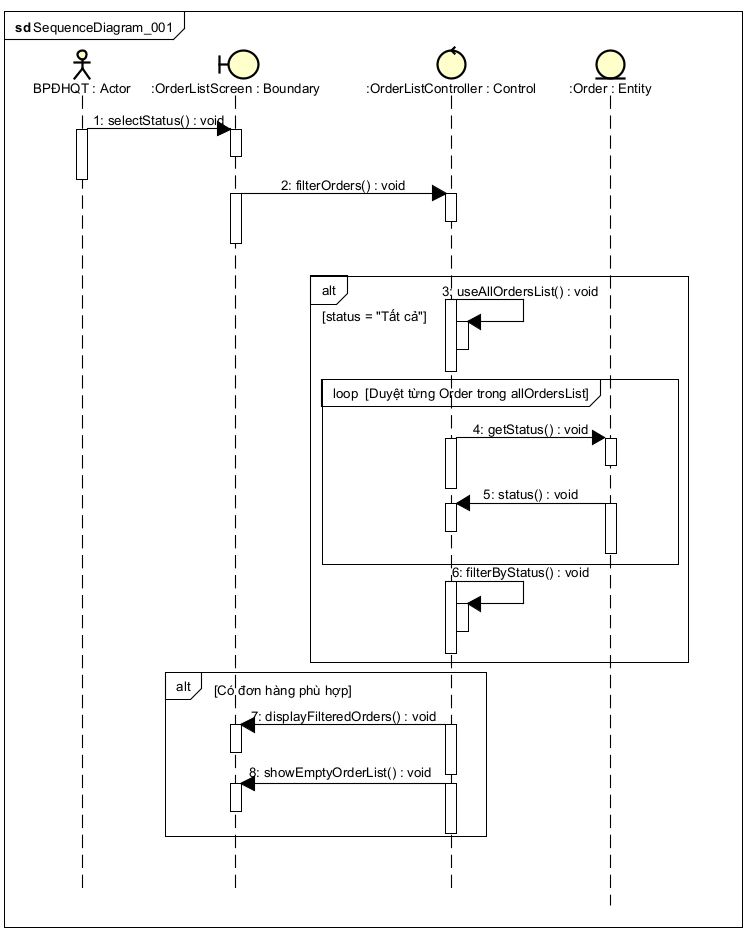 sd SequenceDiagram_001
BPĐHQT : Actor
:OrderListScreen : Boundary
:OrderListController : Control
:Order : Entity
1: selectStatus() : void
2: filterOrders() : void
alt
3: useAllOrdersList() : void
[status = "Tất cả"]
loop [Duyệt từng Order trong allOrdersList]
4: getStatus() : void
5: status() : void
6: filterByStatus() : void
alt
[Có đơn hàng phù hợp]
7: displayFilteredOrders() : void
8: showEmptyOrderList() : void